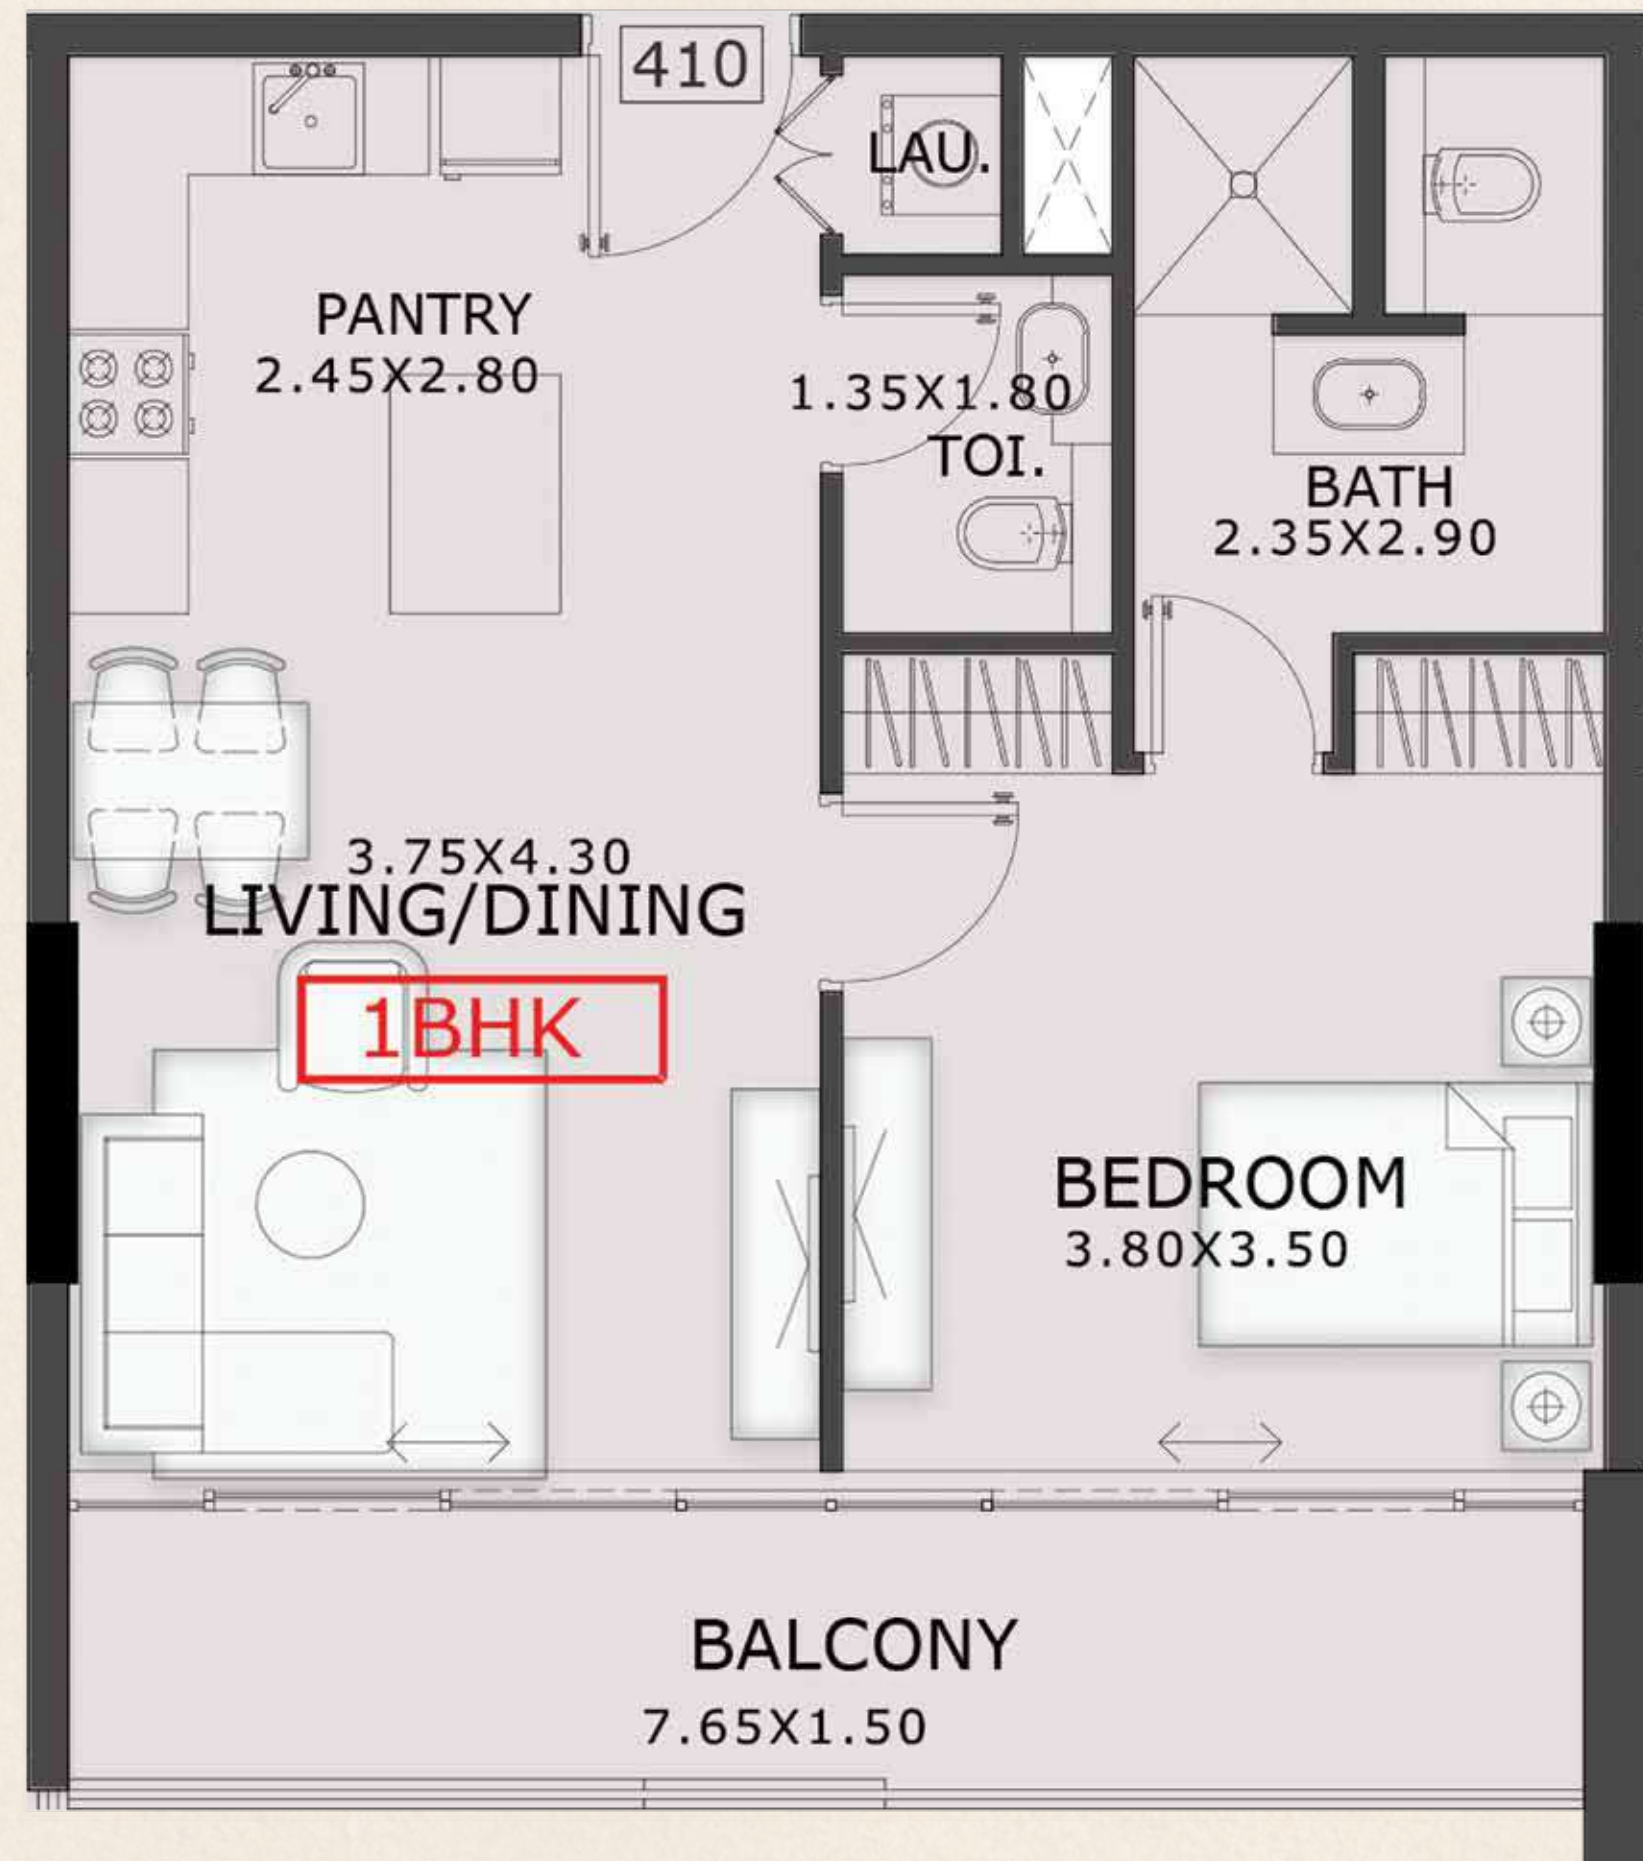 410
LAU.
PANTRY
2.45X2.80
1.35X1.80
TOI.
BATH
2.35X2.90
3.75X4.30
LIVING/DINING
1BHK
BEDROOM
3.80X3.50
BALCONY
7.65X1.50